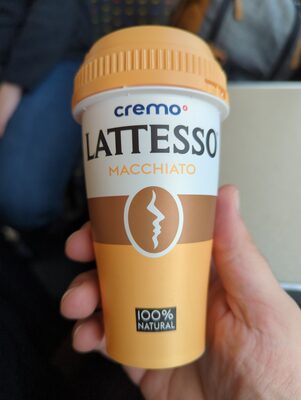 cremo
LATTESSO
MACCHIATO
100%
NATURAL